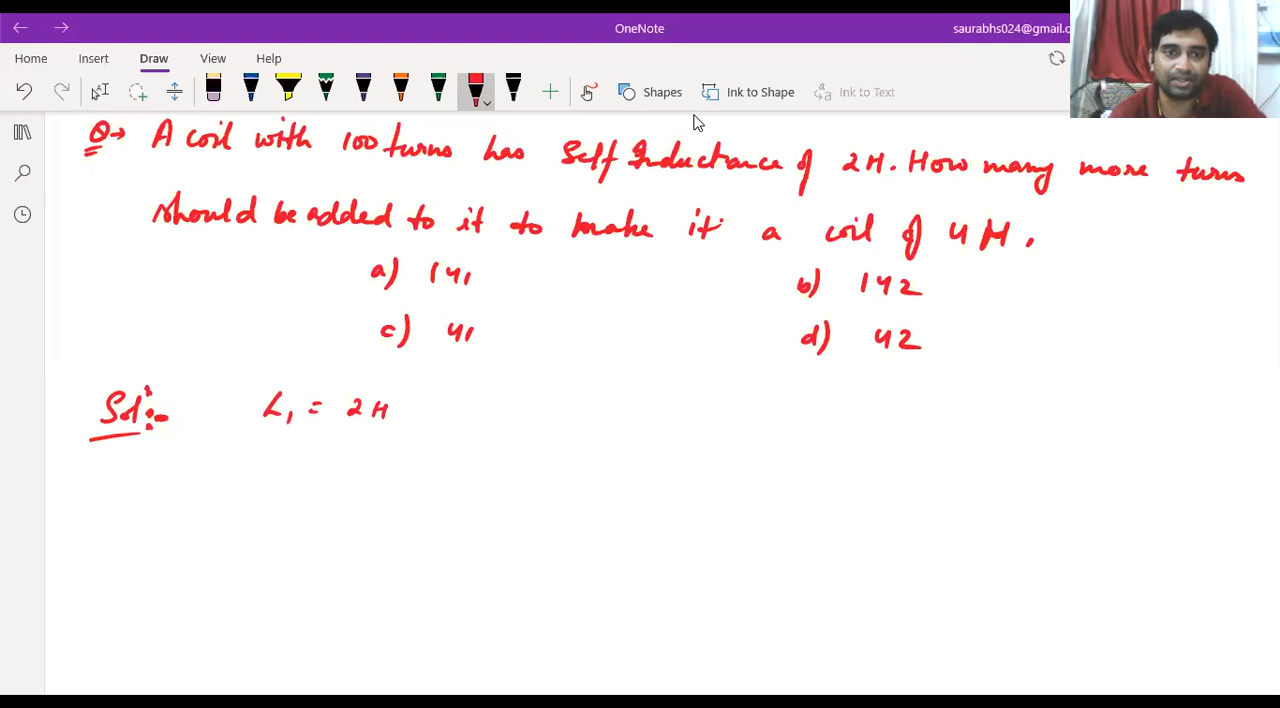 OneNote
saurabhs024@gmail.c
Home Insert Draw View Help
Shapes Ink to Shape Ink to Text
Q→ A coil with 100 turns has Self Inductance of 2H. How many more turns
should be added to it to make it a coil of 4H.
a) 141 b) 142
c) 41 d) 42
Sol:- L₁ = 2H